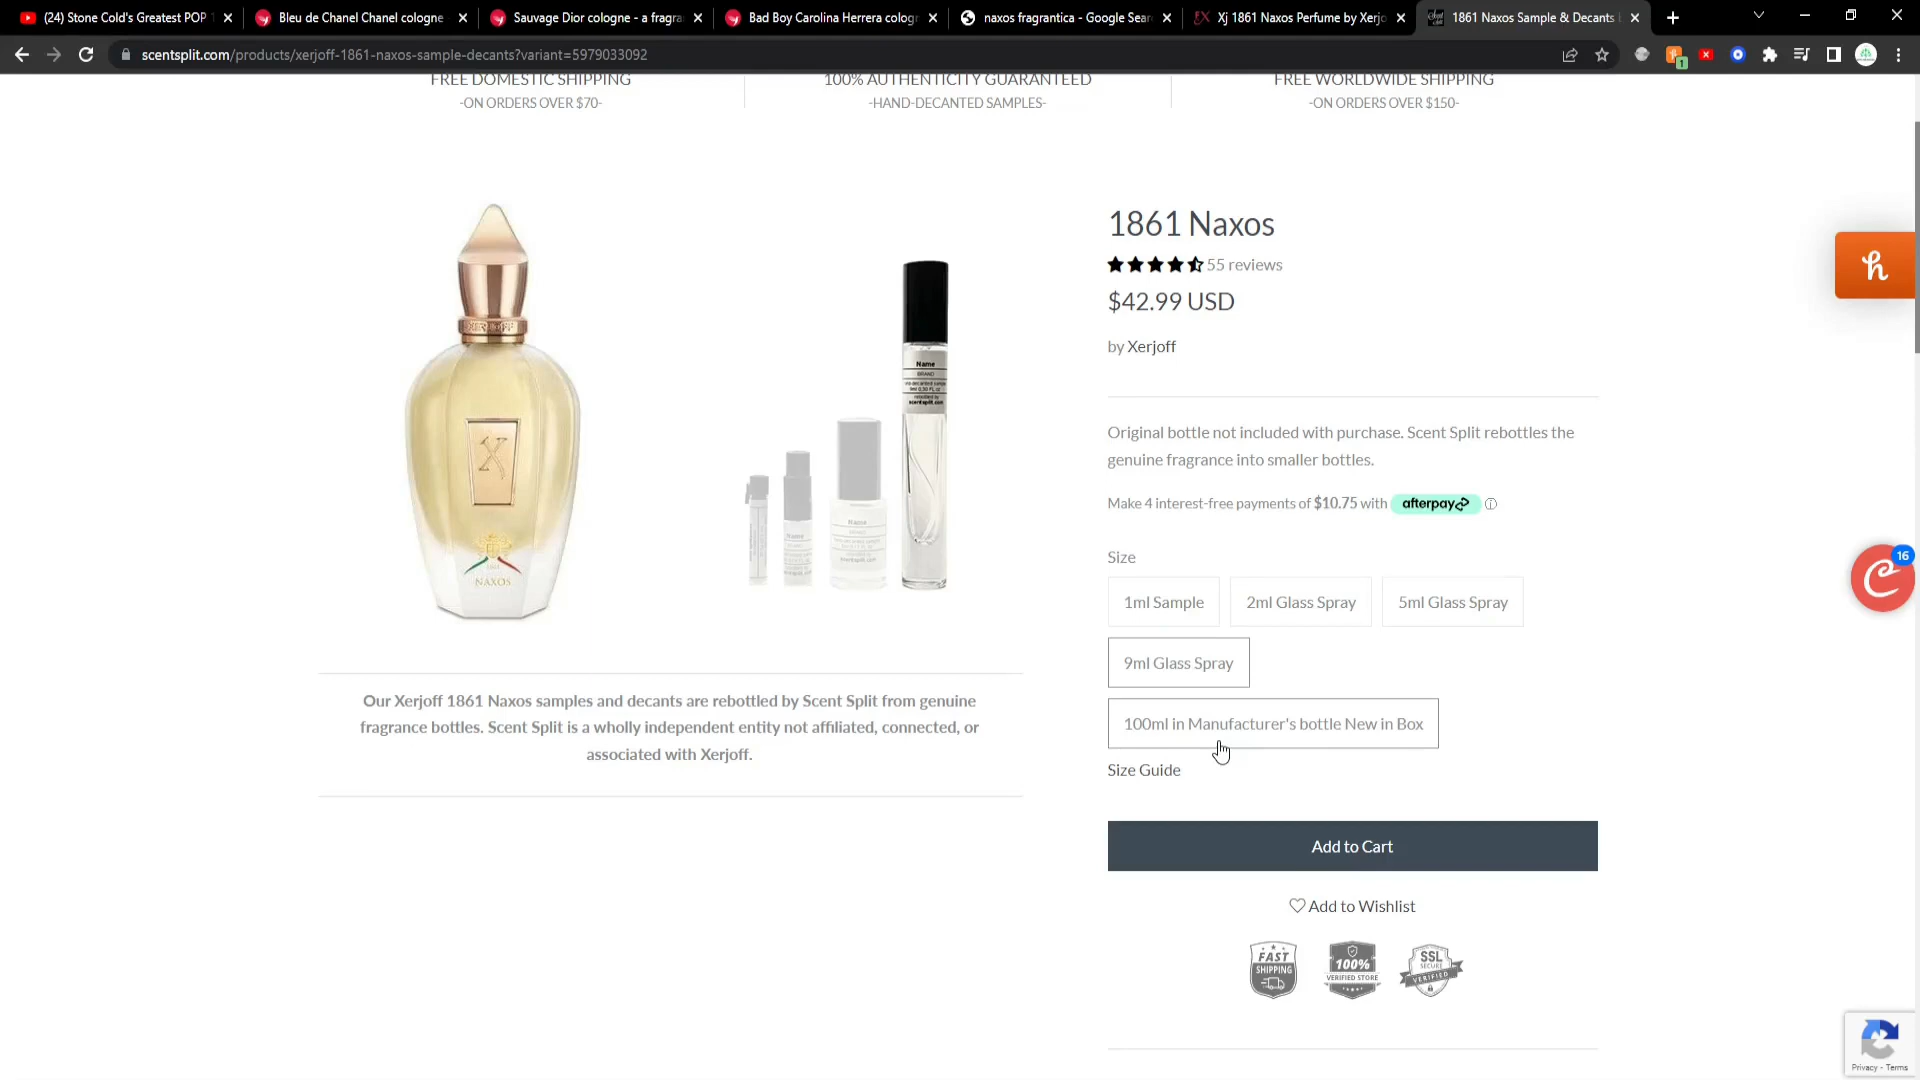 (24) Stone Cold's Greatest POP
Bleu de Chanel Chanel cologne
Sauvage Dior cologne - a fragra
Bad Boy Carolina Herrera cologn
naxos fragrantica - Google Sear
Xj 1861 Naxos Perfume by Xerjo
1861 Naxos Sample & Decants
scentsplit.com/products/xerjoff-1861-naxos-sample-decants?variant=5979033092
1
FREE DOMESTIC SHIPPING
-ON ORDERS OVER $70-
100% AUTHENTICITY GUARANTEED
-HAND-DECANTED SAMPLES-
FREE WORLDWIDE SHIPPING
-ON ORDERS OVER $150-
XERJOFF
X
NAXOS
Name
BRAND
scentsplit.com
Name
Name
1861 Naxos
55 reviews
$42.99 USD
by Xerjoff
Original bottle not included with purchase. Scent Split rebottles the
genuine fragrance into smaller bottles.
Make 4 interest-free payments of $10.75 with afterpay
Size
1ml Sample
2ml Glass Spray
5ml Glass Spray
9ml Glass Spray
100ml in Manufacturer's bottle New in Box
Size Guide
Add to Cart
Add to Wishlist
FAST
SHIPPING
100%
VERIFIED STORE
SSL
SECURE
VERIFIED
Our Xerjoff 1861 Naxos samples and decants are rebottled by Scent Split from genuine
fragrance bottles. Scent Split is a wholly independent entity not affiliated, connected, or
associated with Xerjoff.
h
16
Privacy - Terms